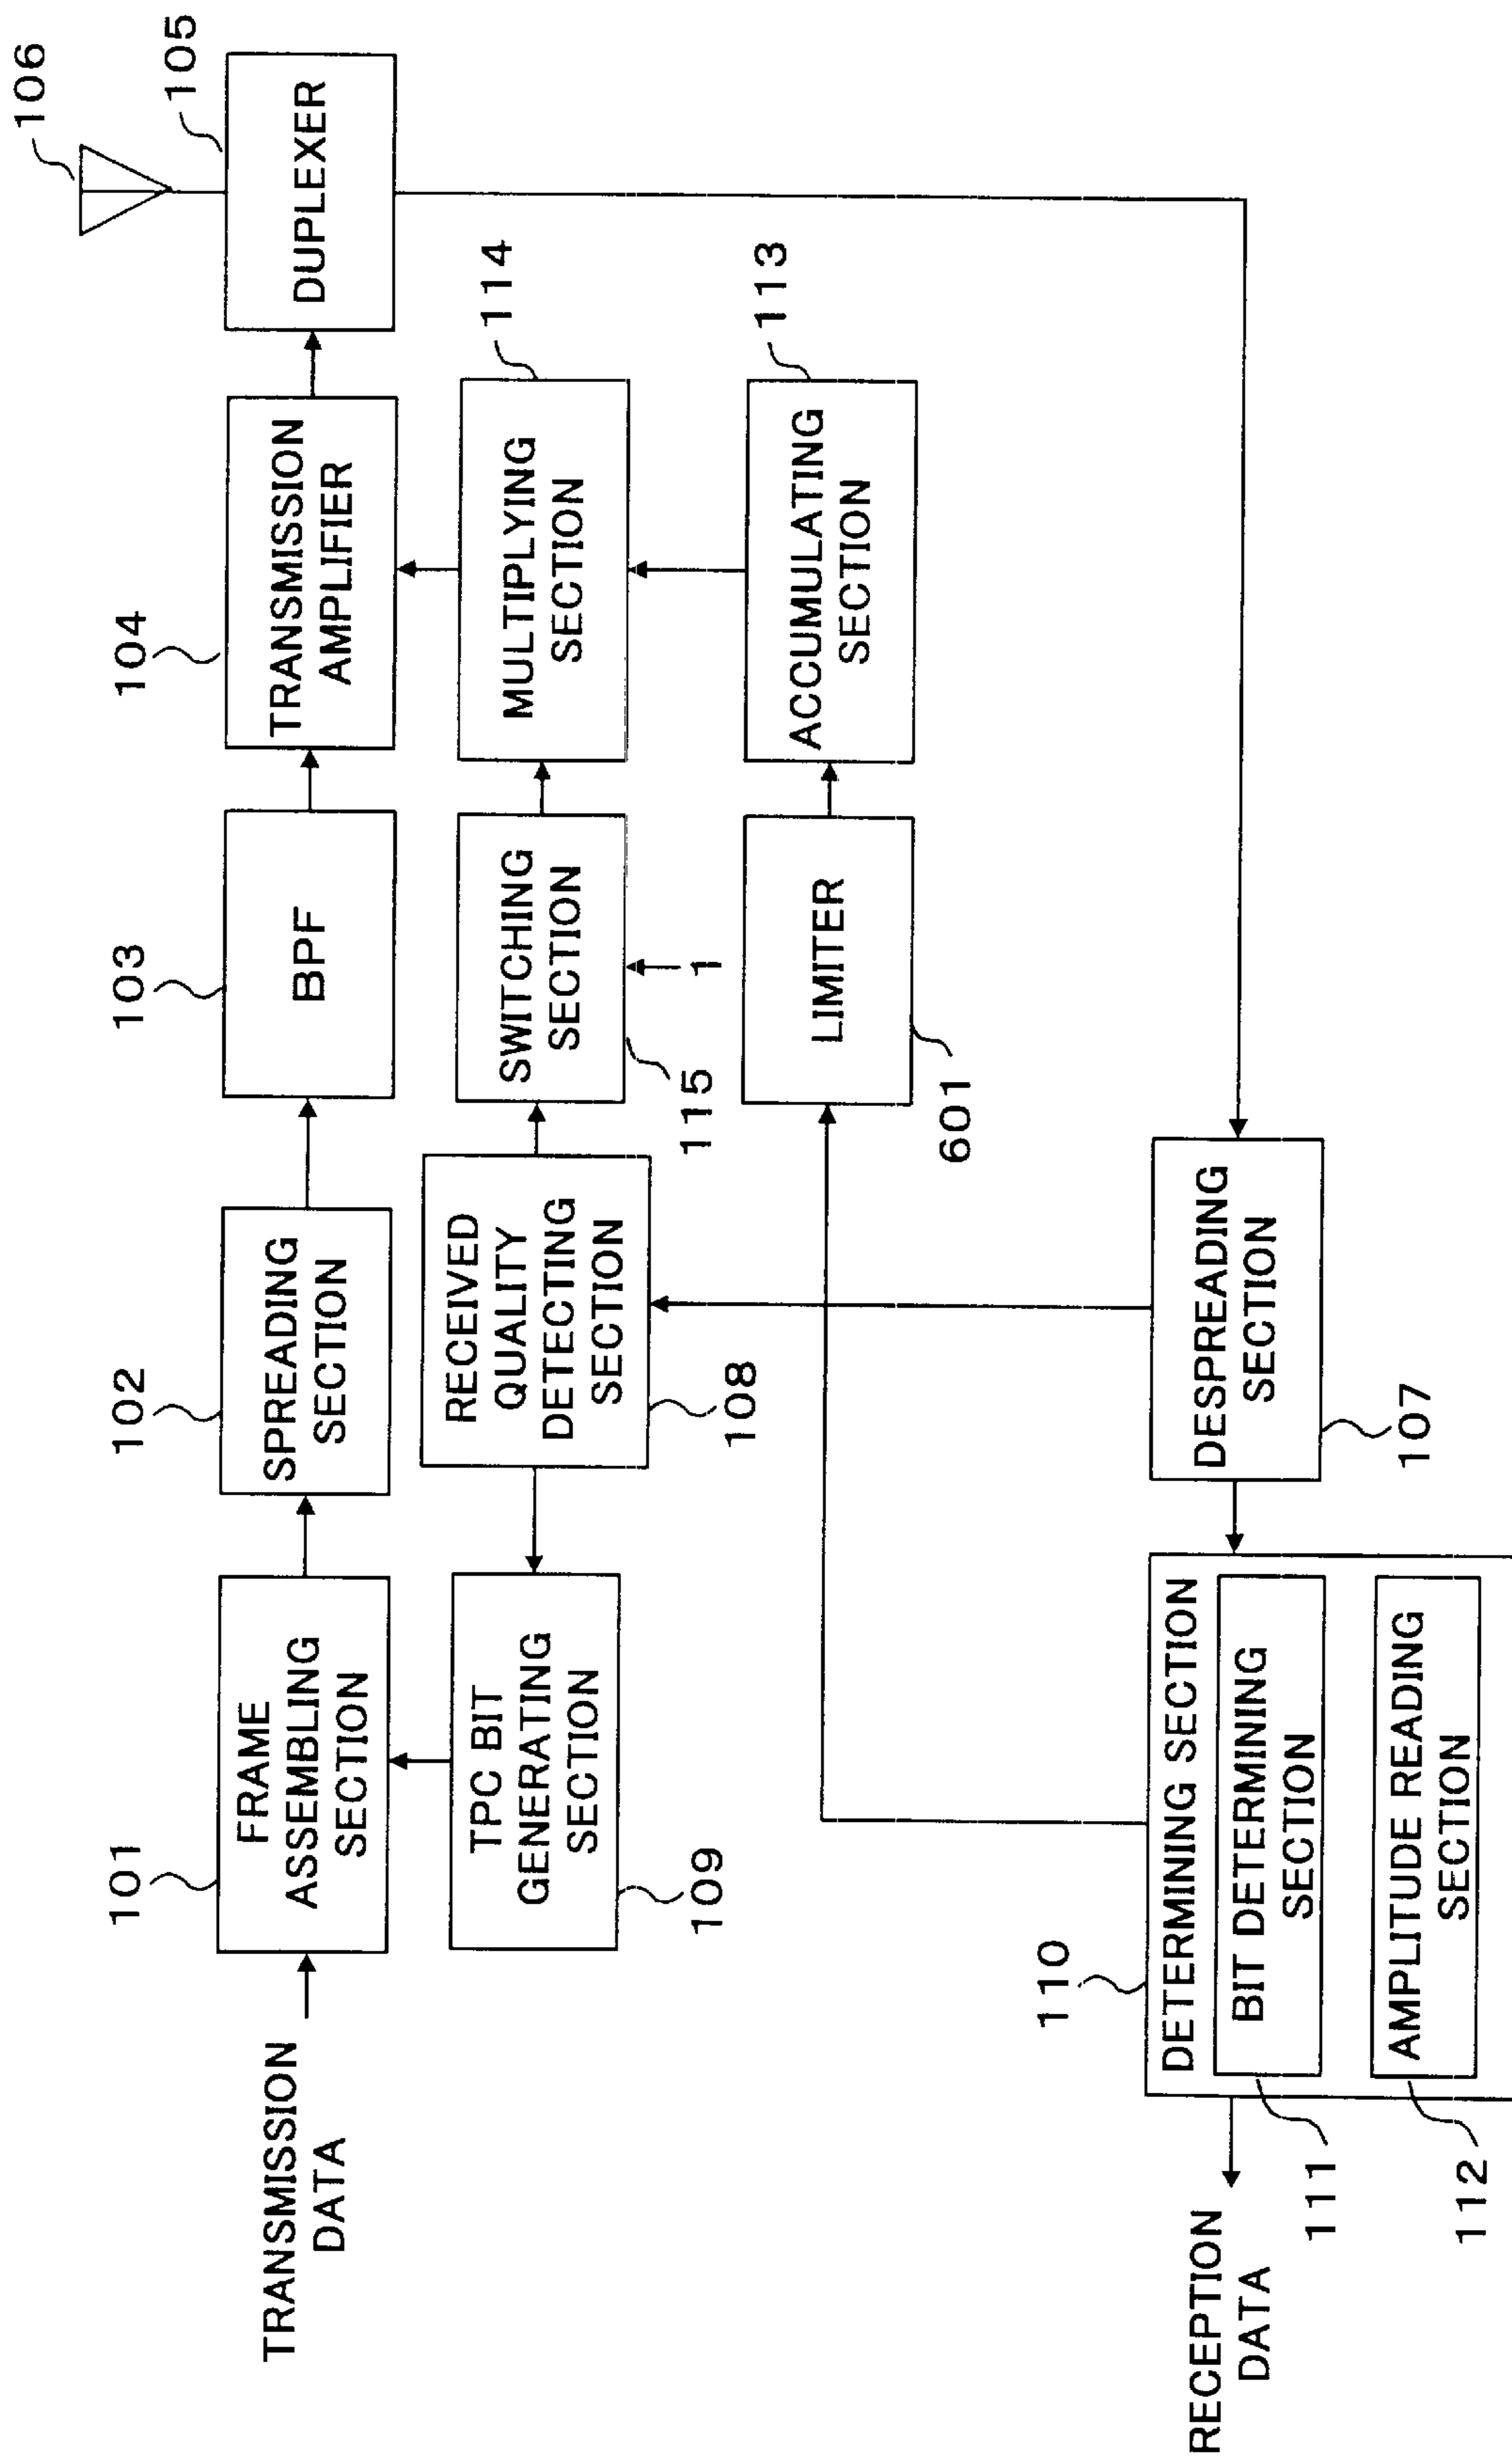 106
105
DUPLEXER
104
TRANSMISSION
AMPLIFIER
103
BPF
102
SPREADING
SECTION
101
FRAME
ASSEMBLING
SECTION
TRANSMISSION
DATA
114
MULTIPLYING
SECTION
SWITCHING
SECTION
1
115
RECEIVED
QUALITY
DETECTING
SECTION
108
TPC BIT
GENERATING
SECTION
109
113
ACCUMULATING
SECTION
LIMITER
601
DESPREADING
SECTION
107
110
DETERMINING SECTION
BIT DETERMINING
SECTION
111
AMPLITUDE READING
SECTION
112
RECEPTION
DATA